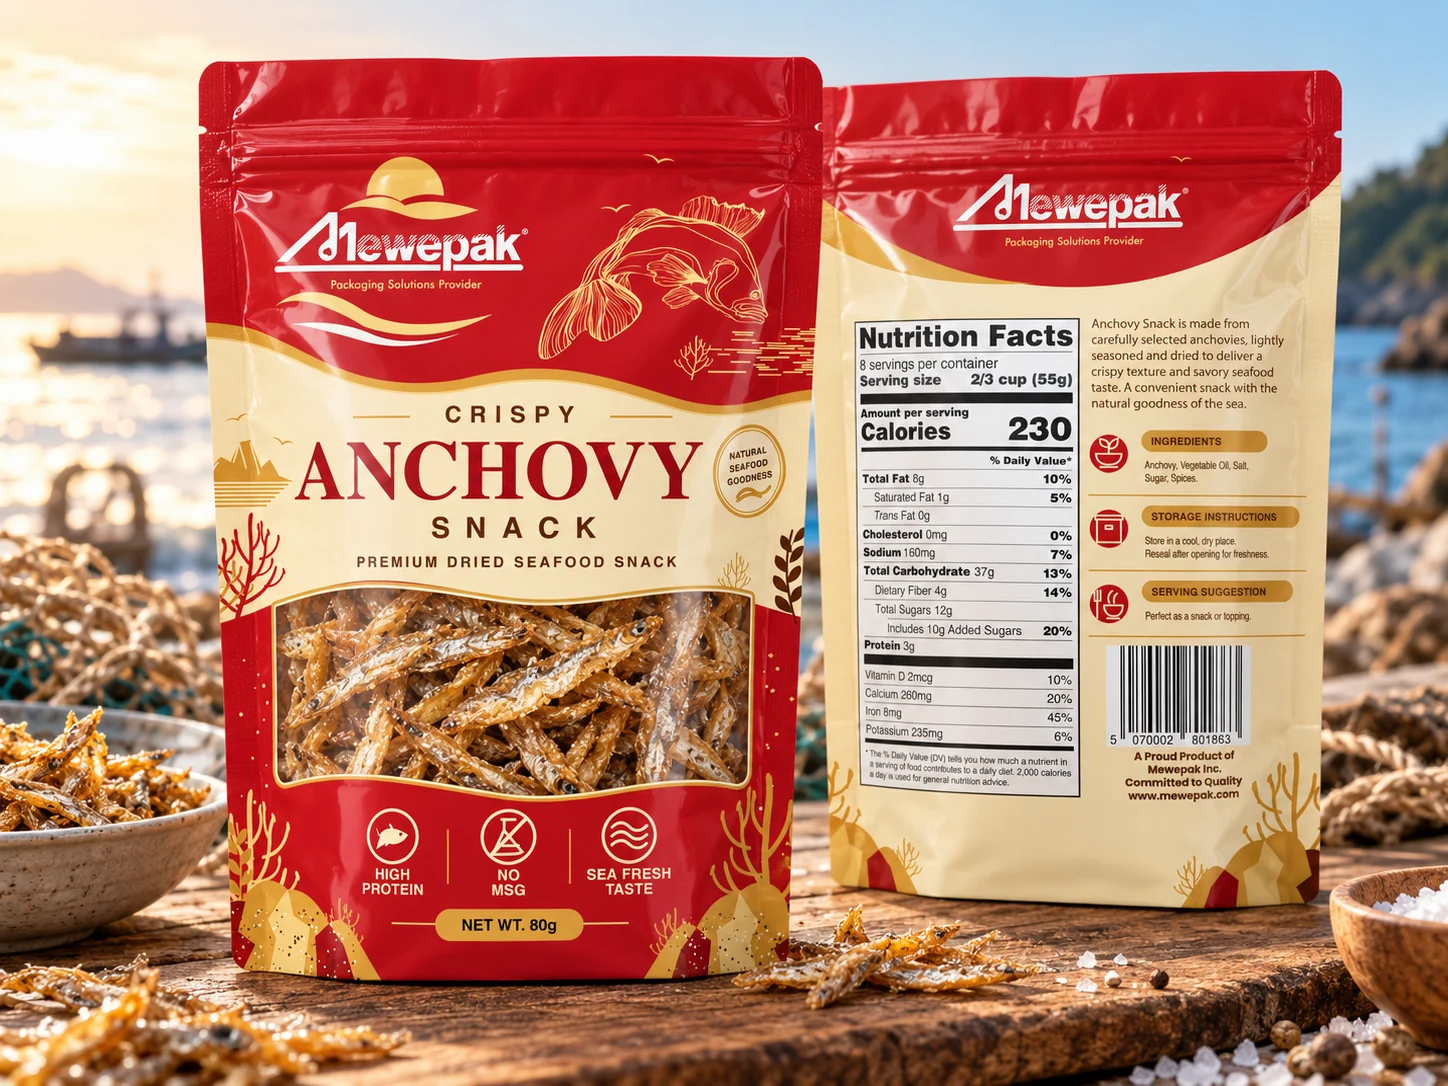 Mewepak®
Packaging Solutions Provider
CRISPY
ANCHOVY
SNACK
PREMIUM DRIED SEAFOOD SNACK
NATURAL
SEAFOOD
GOODNESS
HIGH
PROTEIN
NO
MSG
SEA FRESH
TASTE
NET WT. 80g
Mewepak®
Packaging Solutions Provider
Nutrition Facts
8 servings per container
Serving size 2/3 cup (55g)
Amount per serving
Calories 230
% Daily Value*
Total Fat 8g 10%
Saturated Fat 1g 5%
Trans Fat 0g
Cholesterol 0mg 0%
Sodium 160mg 7%
Total Carbohydrate 37g 13%
Dietary Fiber 4g 14%
Total Sugars 12g
Includes 10g Added Sugars 20%
Protein 3g
Vitamin D 2mcg 10%
Calcium 260mg 20%
Iron 8mg 45%
Potassium 235mg 6%
* The % Daily Value (DV) tells you how much a nutrient in
a serving of food contributes to a daily diet. 2,000 calories
a day is used for general nutrition advice.
Anchovy Snack is made from
carefully selected anchovies, lightly
seasoned and dried to deliver a
crispy texture and savory seafood
taste. A convenient snack with the
natural goodness of the sea.
INGREDIENTS
Anchovy, Vegetable Oil, Salt,
Sugar, Spices.
STORAGE INSTRUCTIONS
Store in a cool, dry place.
Reseal after opening for freshness.
SERVING SUGGESTION
Perfect as a snack or topping.
5 070002 801863
A Proud Product of
Mewepak Inc.
Committed to Quality
www.mewepak.com